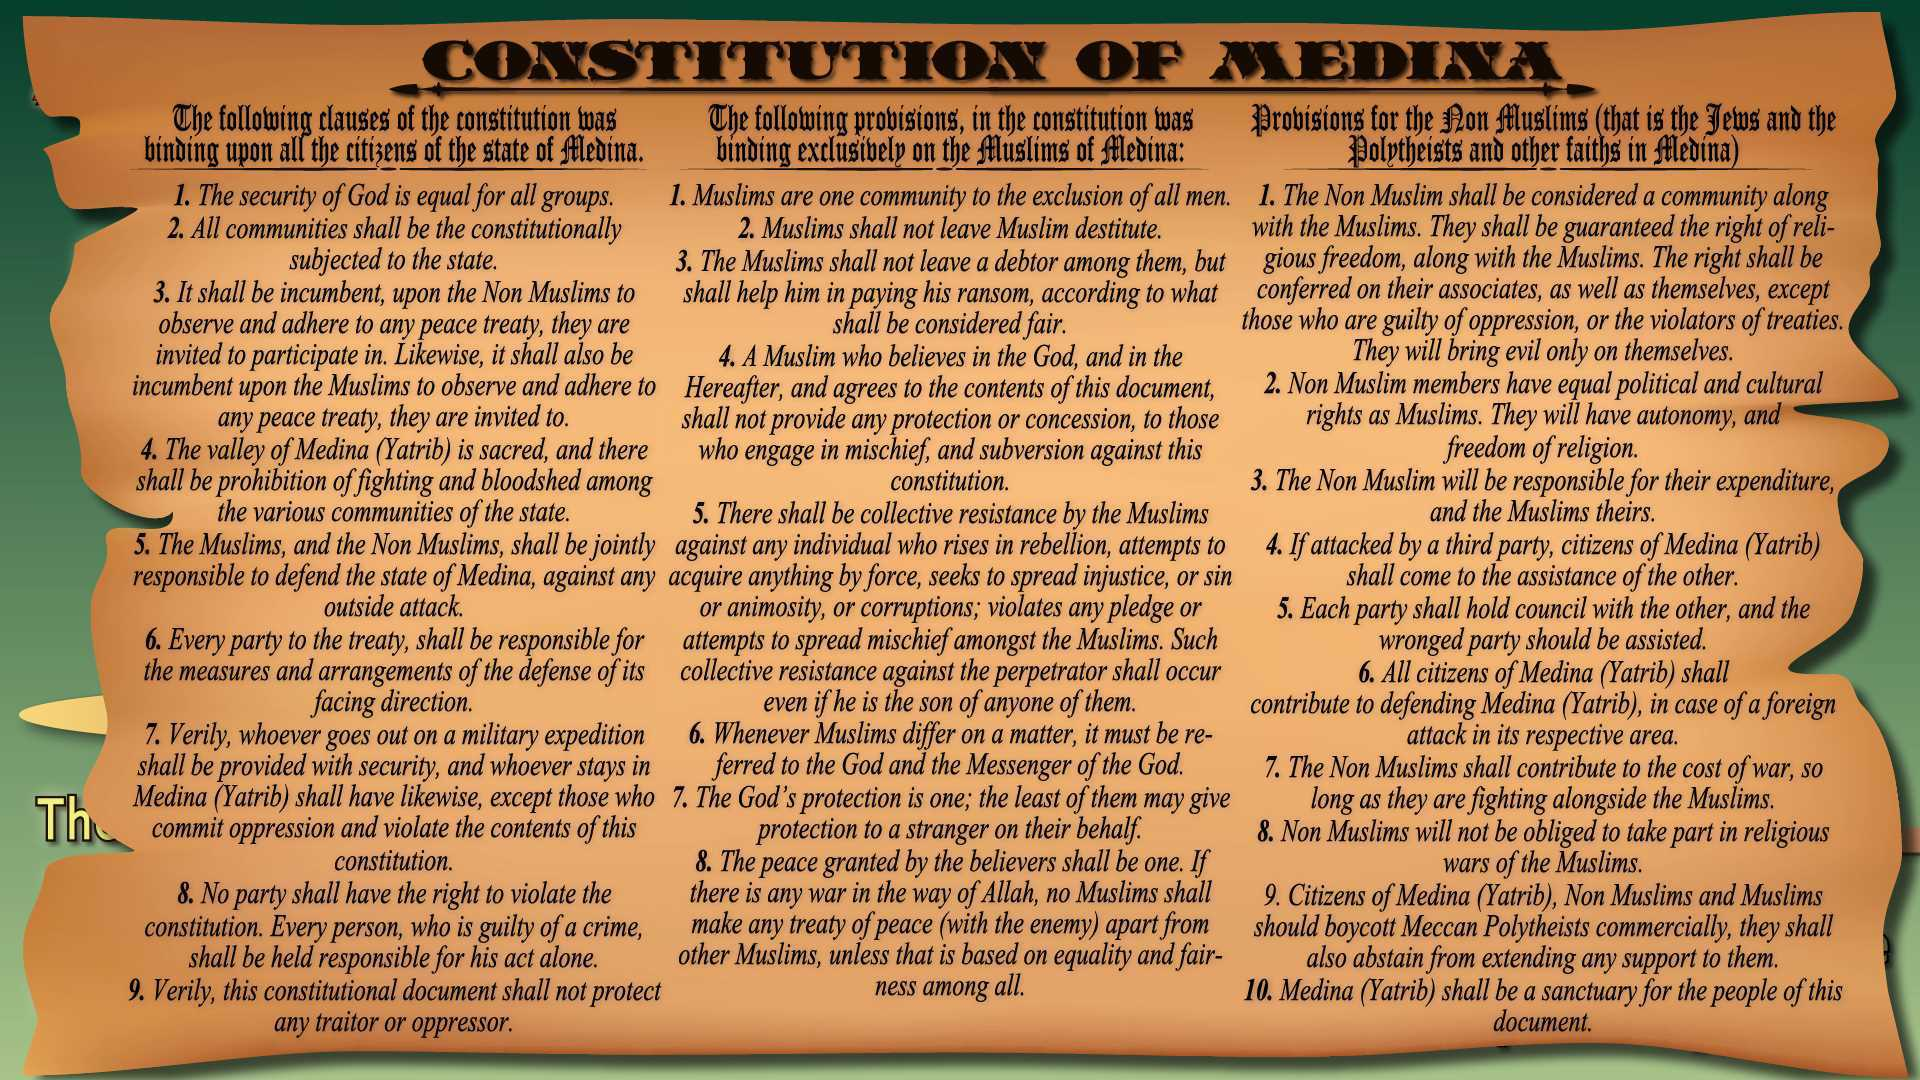 CONSTITUTION OF MEDINA
The following clauses of the constitution was
binding upon all the citizens of the state of Medina.
1. The security of God is equal for all groups.
2. All communities shall be the constitutionally
subjected to the state.
3. It shall be incumbent, upon the Non Muslims to
observe and adhere to any peace treaty, they are
invited to participate in. Likewise, it shall also be
incumbent upon the Muslims to observe and adhere to
any peace treaty, they are invited to.
4. The valley of Medina (Yatrib) is sacred, and there
shall be prohibition of fighting and bloodshed among
the various communities of the state.
5. The Muslims, and the Non Muslims, shall be jointly
responsible to defend the state of Medina, against any
outside attack.
6. Every party to the treaty, shall be responsible for
the measures and arrangements of the defense of its
facing direction.
7. Verily, whoever goes out on a military expedition
shall be provided with security, and whoever stays in
Medina (Yatrib) shall have likewise, except those who
commit oppression and violate the contents of this
constitution.
8. No party shall have the right to violate the
constitution. Every person, who is guilty of a crime,
shall be held responsible for his act alone.
9. Verily, this constitutional document shall not protect
any traitor or oppressor.
The following provisions, in the constitution was
binding exclusively on the Muslims of Medina:
1. Muslims are one community to the exclusion of all men.
2. Muslims shall not leave Muslim destitute.
3. The Muslims shall not leave a debtor among them, but
shall help him in paying his ransom, according to what
shall be considered fair.
4. A Muslim who believes in the God, and in the
Hereafter, and agrees to the contents of this document,
shall not provide any protection or concession, to those
who engage in mischief, and subversion against this
constitution.
5. There shall be collective resistance by the Muslims
against any individual who rises in rebellion, attempts to
acquire anything by force, seeks to spread injustice, or sin
or animosity, or corruptions; violates any pledge or
attempts to spread mischief amongst the Muslims. Such
collective resistance against the perpetrator shall occur
even if he is the son of anyone of them.
6. Whenever Muslims differ on a matter, it must be re-
ferred to the God and the Messenger of the God.
7. The God's protection is one; the least of them may give
protection to a stranger on their behalf.
8. The peace granted by the believers shall be one. If
there is any war in the way of Allah, no Muslims shall
make any treaty of peace (with the enemy) apart from
other Muslims, unless that is based on equality and fair-
ness among all.
Provisions for the Non Muslims (that is the Jews and the
Polytheists and other faiths in Medina)
1. The Non Muslim shall be considered a community along
with the Muslims. They shall be guaranteed the right of reli-
gious freedom, along with the Muslims. The right shall be
conferred on their associates, as well as themselves, except
those who are guilty of oppression, or the violators of treaties.
They will bring evil only on themselves.
2. Non Muslim members have equal political and cultural
rights as Muslims. They will have autonomy, and
freedom of religion.
3. The Non Muslim will be responsible for their expenditure,
and the Muslims theirs.
4. If attacked by a third party, citizens of Medina (Yatrib)
shall come to the assistance of the other.
5. Each party shall hold council with the other, and the
wronged party should be assisted.
6. All citizens of Medina (Yatrib) shall
contribute to defending Medina (Yatrib), in case of a foreign
attack in its respective area.
7. The Non Muslims shall contribute to the cost of war, so
long as they are fighting alongside the Muslims.
8. Non Muslims will not be obliged to take part in religious
wars of the Muslims.
9. Citizens of Medina (Yatrib), Non Muslims and Muslims
should boycott Meccan Polytheists commercially, they shall
also abstain from extending any support to them.
10. Medina (Yatrib) shall be a sanctuary for the people of this
document.